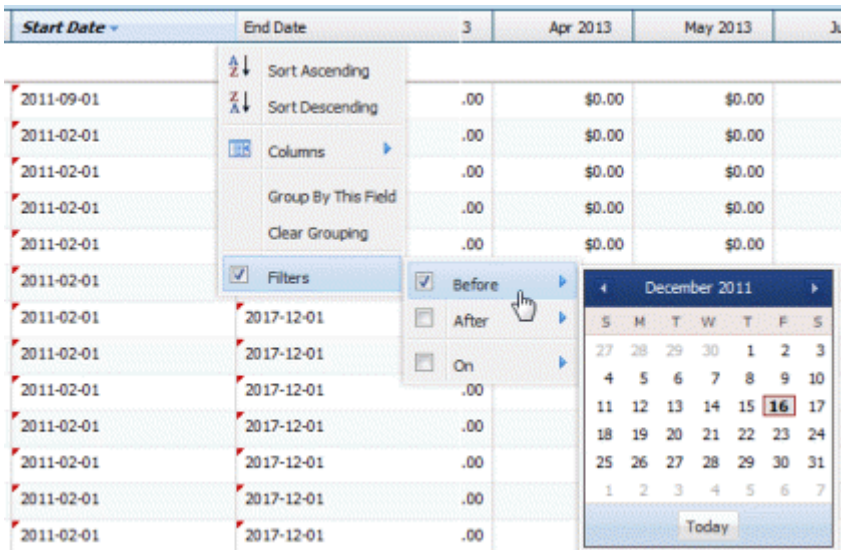 Start Date End Date 3 Apr 2013 May 2013 Ju
Sort Ascending
2011-09-01 Sort Descending .00 $0.00 $0.00
2011-02-01 Columns .00 $0.00 $0.00
2011-02-01 .00 $0.00 $0.00
2011-02-01 Group By This Field .00 $0.00 $0.00
2011-02-01 Clear Grouping .00 $0.00 $0.00
2011-02-01 Filters Before December 2011
2011-02-01 2017-12-01 After S M T W T F S
2011-02-01 2017-12-01 On 27 28 29 30 1 2 3
4 5 6 7 8 9 10
2011-02-01 2017-12-01 .00 11 12 13 14 15 16 17
2011-02-01 2017-12-01 .00 18 19 20 21 22 23 24
2011-02-01 2017-12-01 .00 25 26 27 28 29 30 31
2011-02-01 2017-12-01 .00 1 2 3 4 5 6 7
2011-02-01 2017-12-01 .00 Today